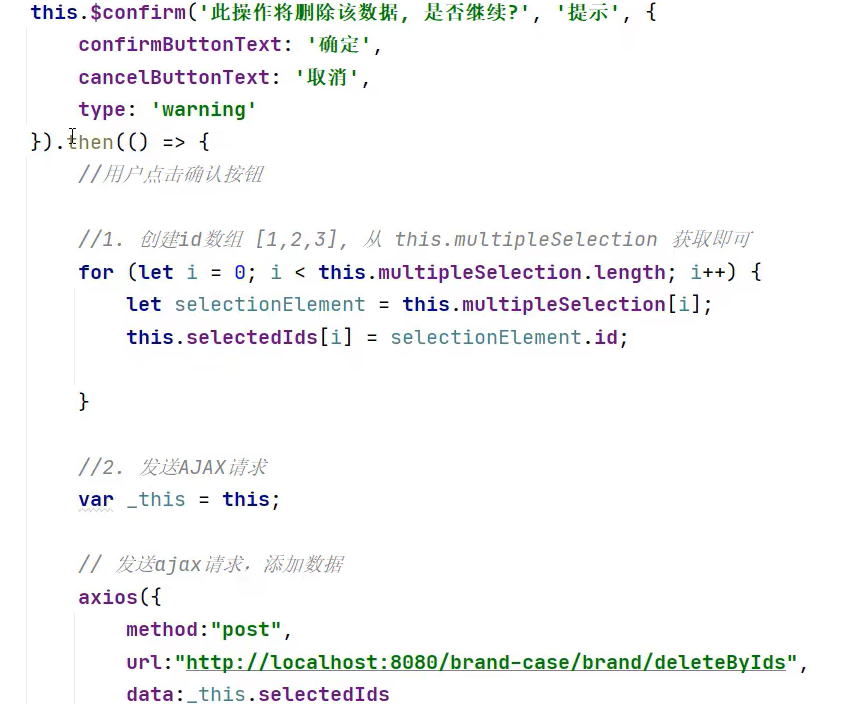 this.$confirm('此操作将删除该数据, 是否继续?', '提示', {
confirmButtonText: '确定',
cancelButtonText: '取消',
type: 'warning'
}).then(() => {
//用户点击确认按钮
//1. 创建id数组 [1,2,3], 从 this.multipleSelection 获取即可
for (let i = 0; i < this.multipleSelection.length; i++) {
let selectionElement = this.multipleSelection[i];
this.selectedIds[i] = selectionElement.id;
}
//2. 发送AJAX请求
var _this = this;
// 发送ajax请求，添加数据
axios({
method:"post",
url:"http://localhost:8080/brand-case/brand/deleteByIds",
data:_this.selectedIds